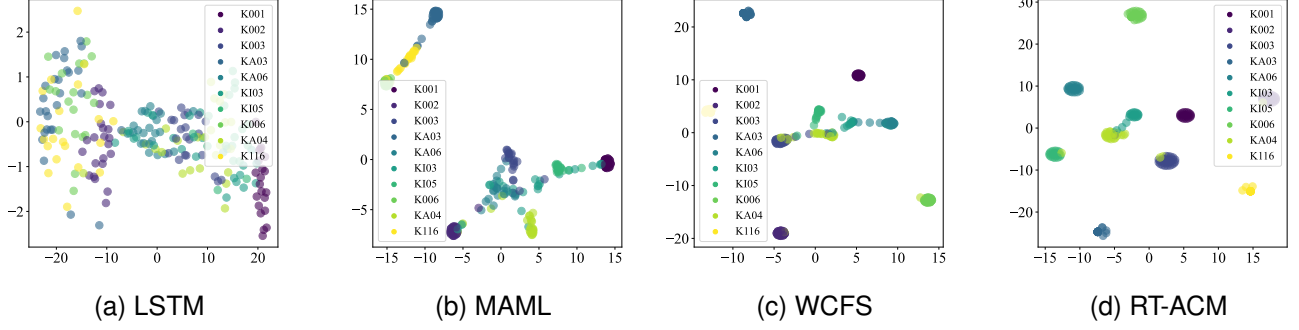 2
1
0
−1
−2
−20
−10
0
10
20
K001
K002
K003
KA03
KA06
KI03
KI05
K006
KA04
K116
(a) LSTM
15
10
5
0
−5
−10
−5
0
5
10
15
K001
K002
K003
KA03
KA06
KI03
KI05
K006
KA04
K116
(b) MAML
20
10
0
−10
−20
−10
−5
0
5
10
15
K001
K002
K003
KA03
KA06
KI03
KI05
K006
KA04
K116
(c) WCFS
30
20
10
0
−10
−20
−15
−10
−5
0
5
10
15
K001
K002
K003
KA03
KA06
KI03
KI05
K006
KA04
K116
(d) RT-ACM